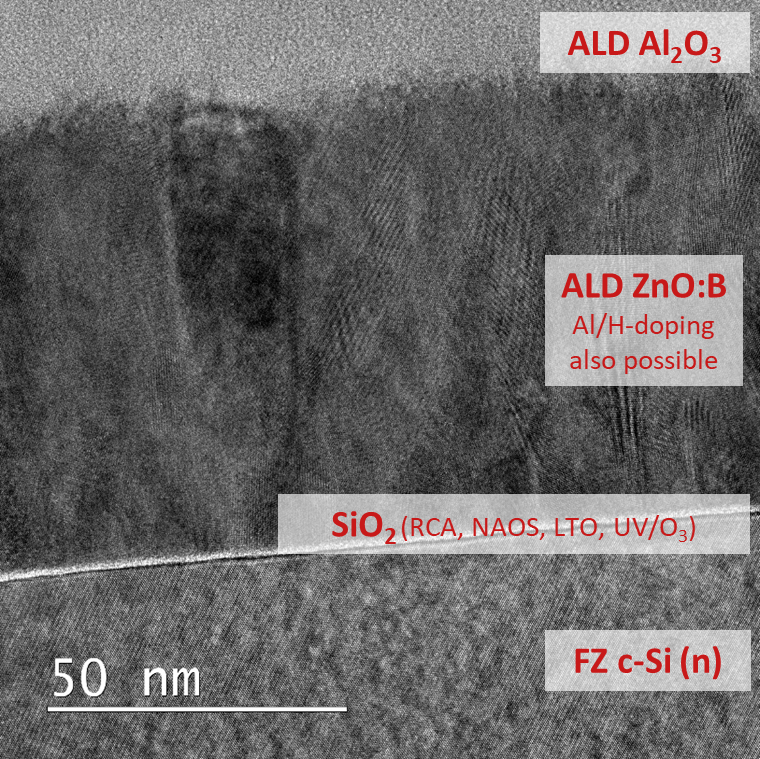 ALD Al₂O₃
ALD ZnO:B
Al/H-doping
also possible
SiO₂ (RCA, NAOS, LTO, UV/O₃)
FZ c-Si (n)
50 nm